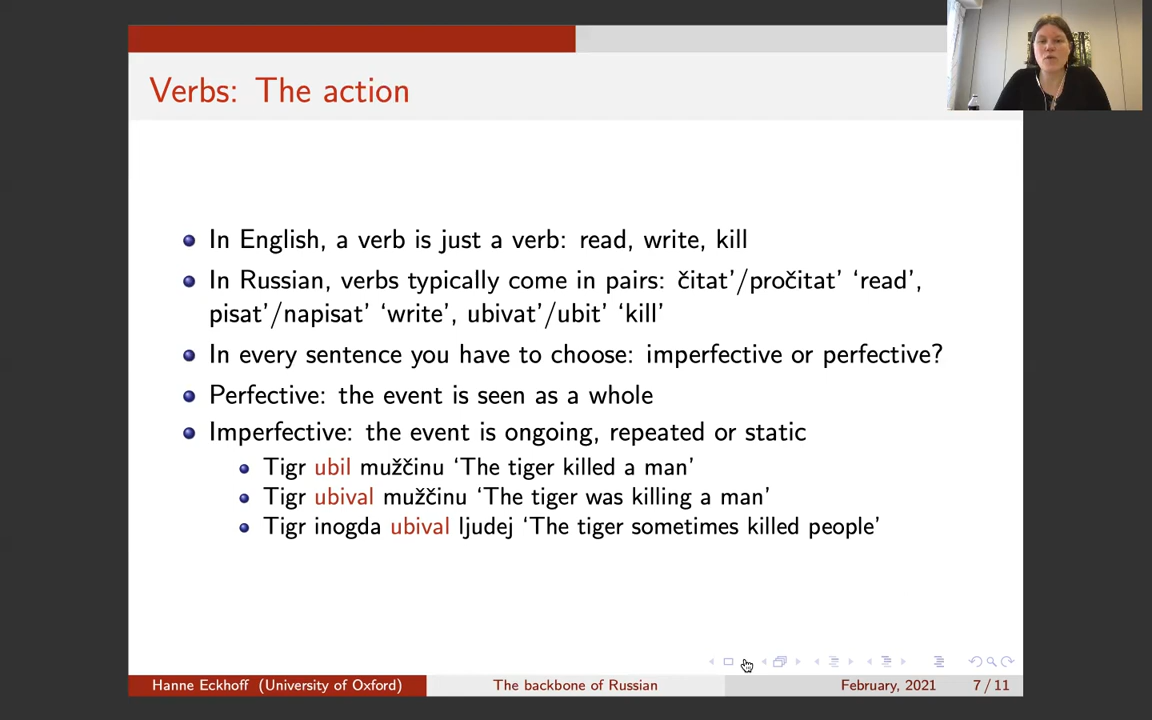 Verbs: The action
In English, a verb is just a verb: read, write, kill
In Russian, verbs typically come in pairs: čitat’/pročitat’ ‘read’,
pisat’/napisat’ ‘write’, ubivat’/ubit’ ‘kill’
In every sentence you have to choose: imperfective or perfective?
Perfective: the event is seen as a whole
Imperfective: the event is ongoing, repeated or static
Tigr ubil mužčinu ‘The tiger killed a man’
Tigr ubival mužčinu ‘The tiger was killing a man’
Tigr inogda ubival ljudej ‘The tiger sometimes killed people’
Hanne Eckhoff (University of Oxford) The backbone of Russian February, 2021 7 / 11